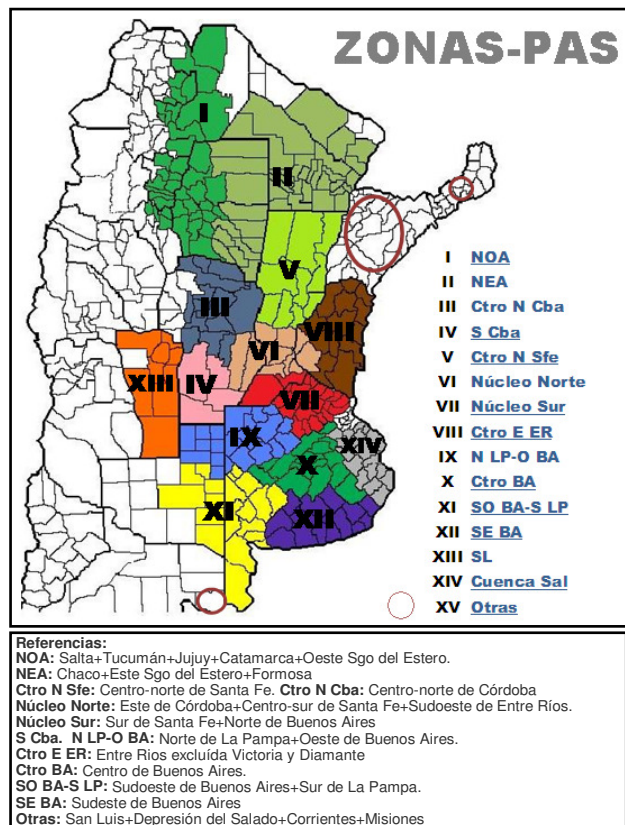 ZONAS-PAS
I
II
V
III
VIII
VI
XIII
IV
VII
IX
XIV
X
XI
XII
I NOA
II NEA
III Ctro N Cba
IV S Cba
V Ctro N Sfe
VI Núcleo Norte
VII Núcleo Sur
VIII Ctro E ER
IX N LP-O BA
X Ctro BA
XI SO BA-S LP
XII SE BA
XIII SL
XIV Cuenca Sal
XV Otras
Referencias:
NOA: Salta+Tucumán+Jujuy+Catamarca+Oeste Sgo del Estero.
NEA: Chaco+Este Sgo del Estero+Formosa
Ctro N Sfe: Centro-norte de Santa Fe. Ctro N Cba: Centro-norte de Córdoba
Núcleo Norte: Este de Córdoba+Centro-sur de Santa Fe+Sudoeste de Entre Ríos.
Núcleo Sur: Sur de Santa Fe+Norte de Buenos Aires
S Cba. N LP-O BA: Norte de La Pampa+Oeste de Buenos Aires.
Ctro E ER: Entre Rios excluída Victoria y Diamante
Ctro BA: Centro de Buenos Aires.
SO BA-S LP: Sudoeste de Buenos Aires+Sur de La Pampa.
SE BA: Sudeste de Buenos Aires
Otras: San Luis+Depresión del Salado+Corrientes+Misiones